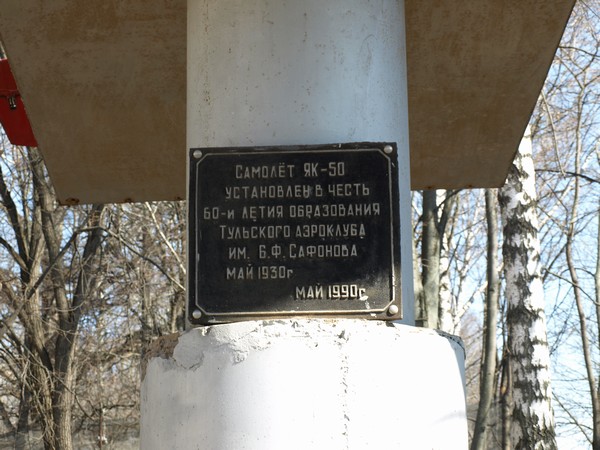 САМОЛЁТ ЯК-50
УСТАНОВЛЕН В ЧЕСТЬ
60-И ЛЕТИЯ ОБРАЗОВАНИЯ
ТУЛЬСКОГО АЭРОКЛУБА
ИМ. Б.Ф. САФОНОВА
МАЙ 1930г
МАЙ 1990г